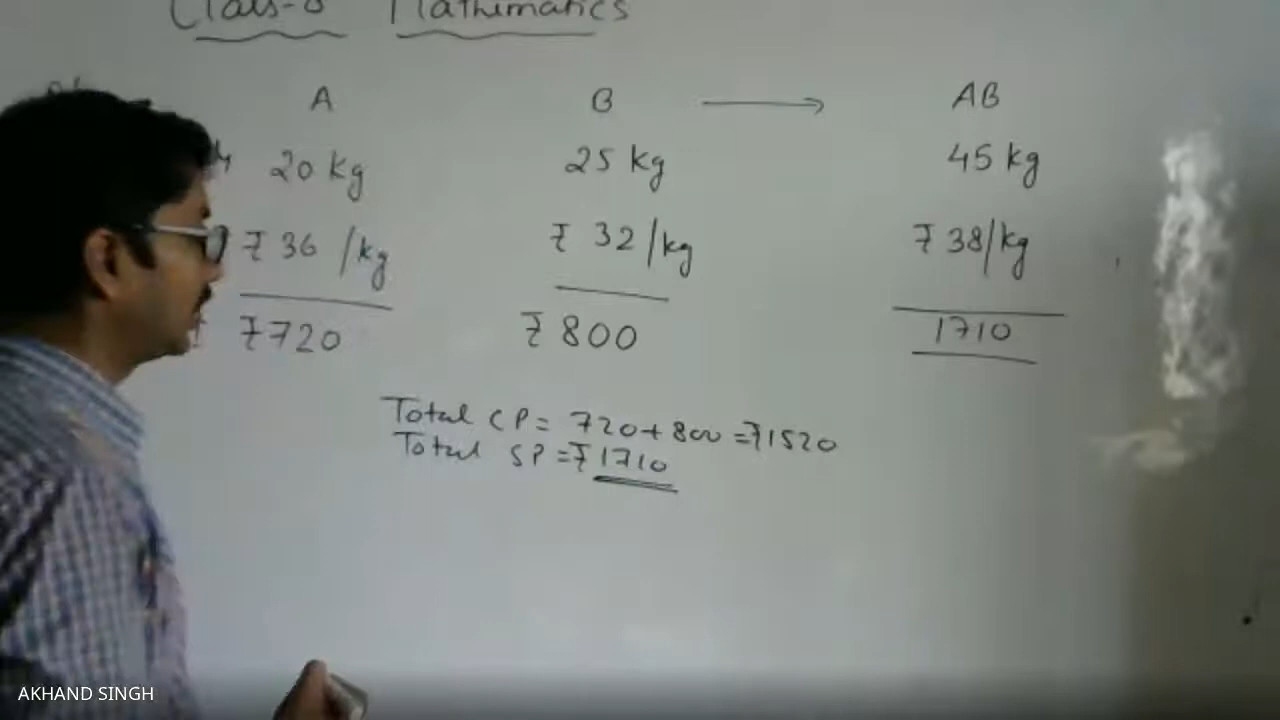 Class-8 Mathematics
A B → AB
20 kg 25 kg 45 kg
₹ 36 /kg ₹ 32 /kg ₹ 38/kg
₹720 ₹ 800 1710
Total CP = 720+800 =₹1520
Total SP =₹1710
AKHAND SINGH